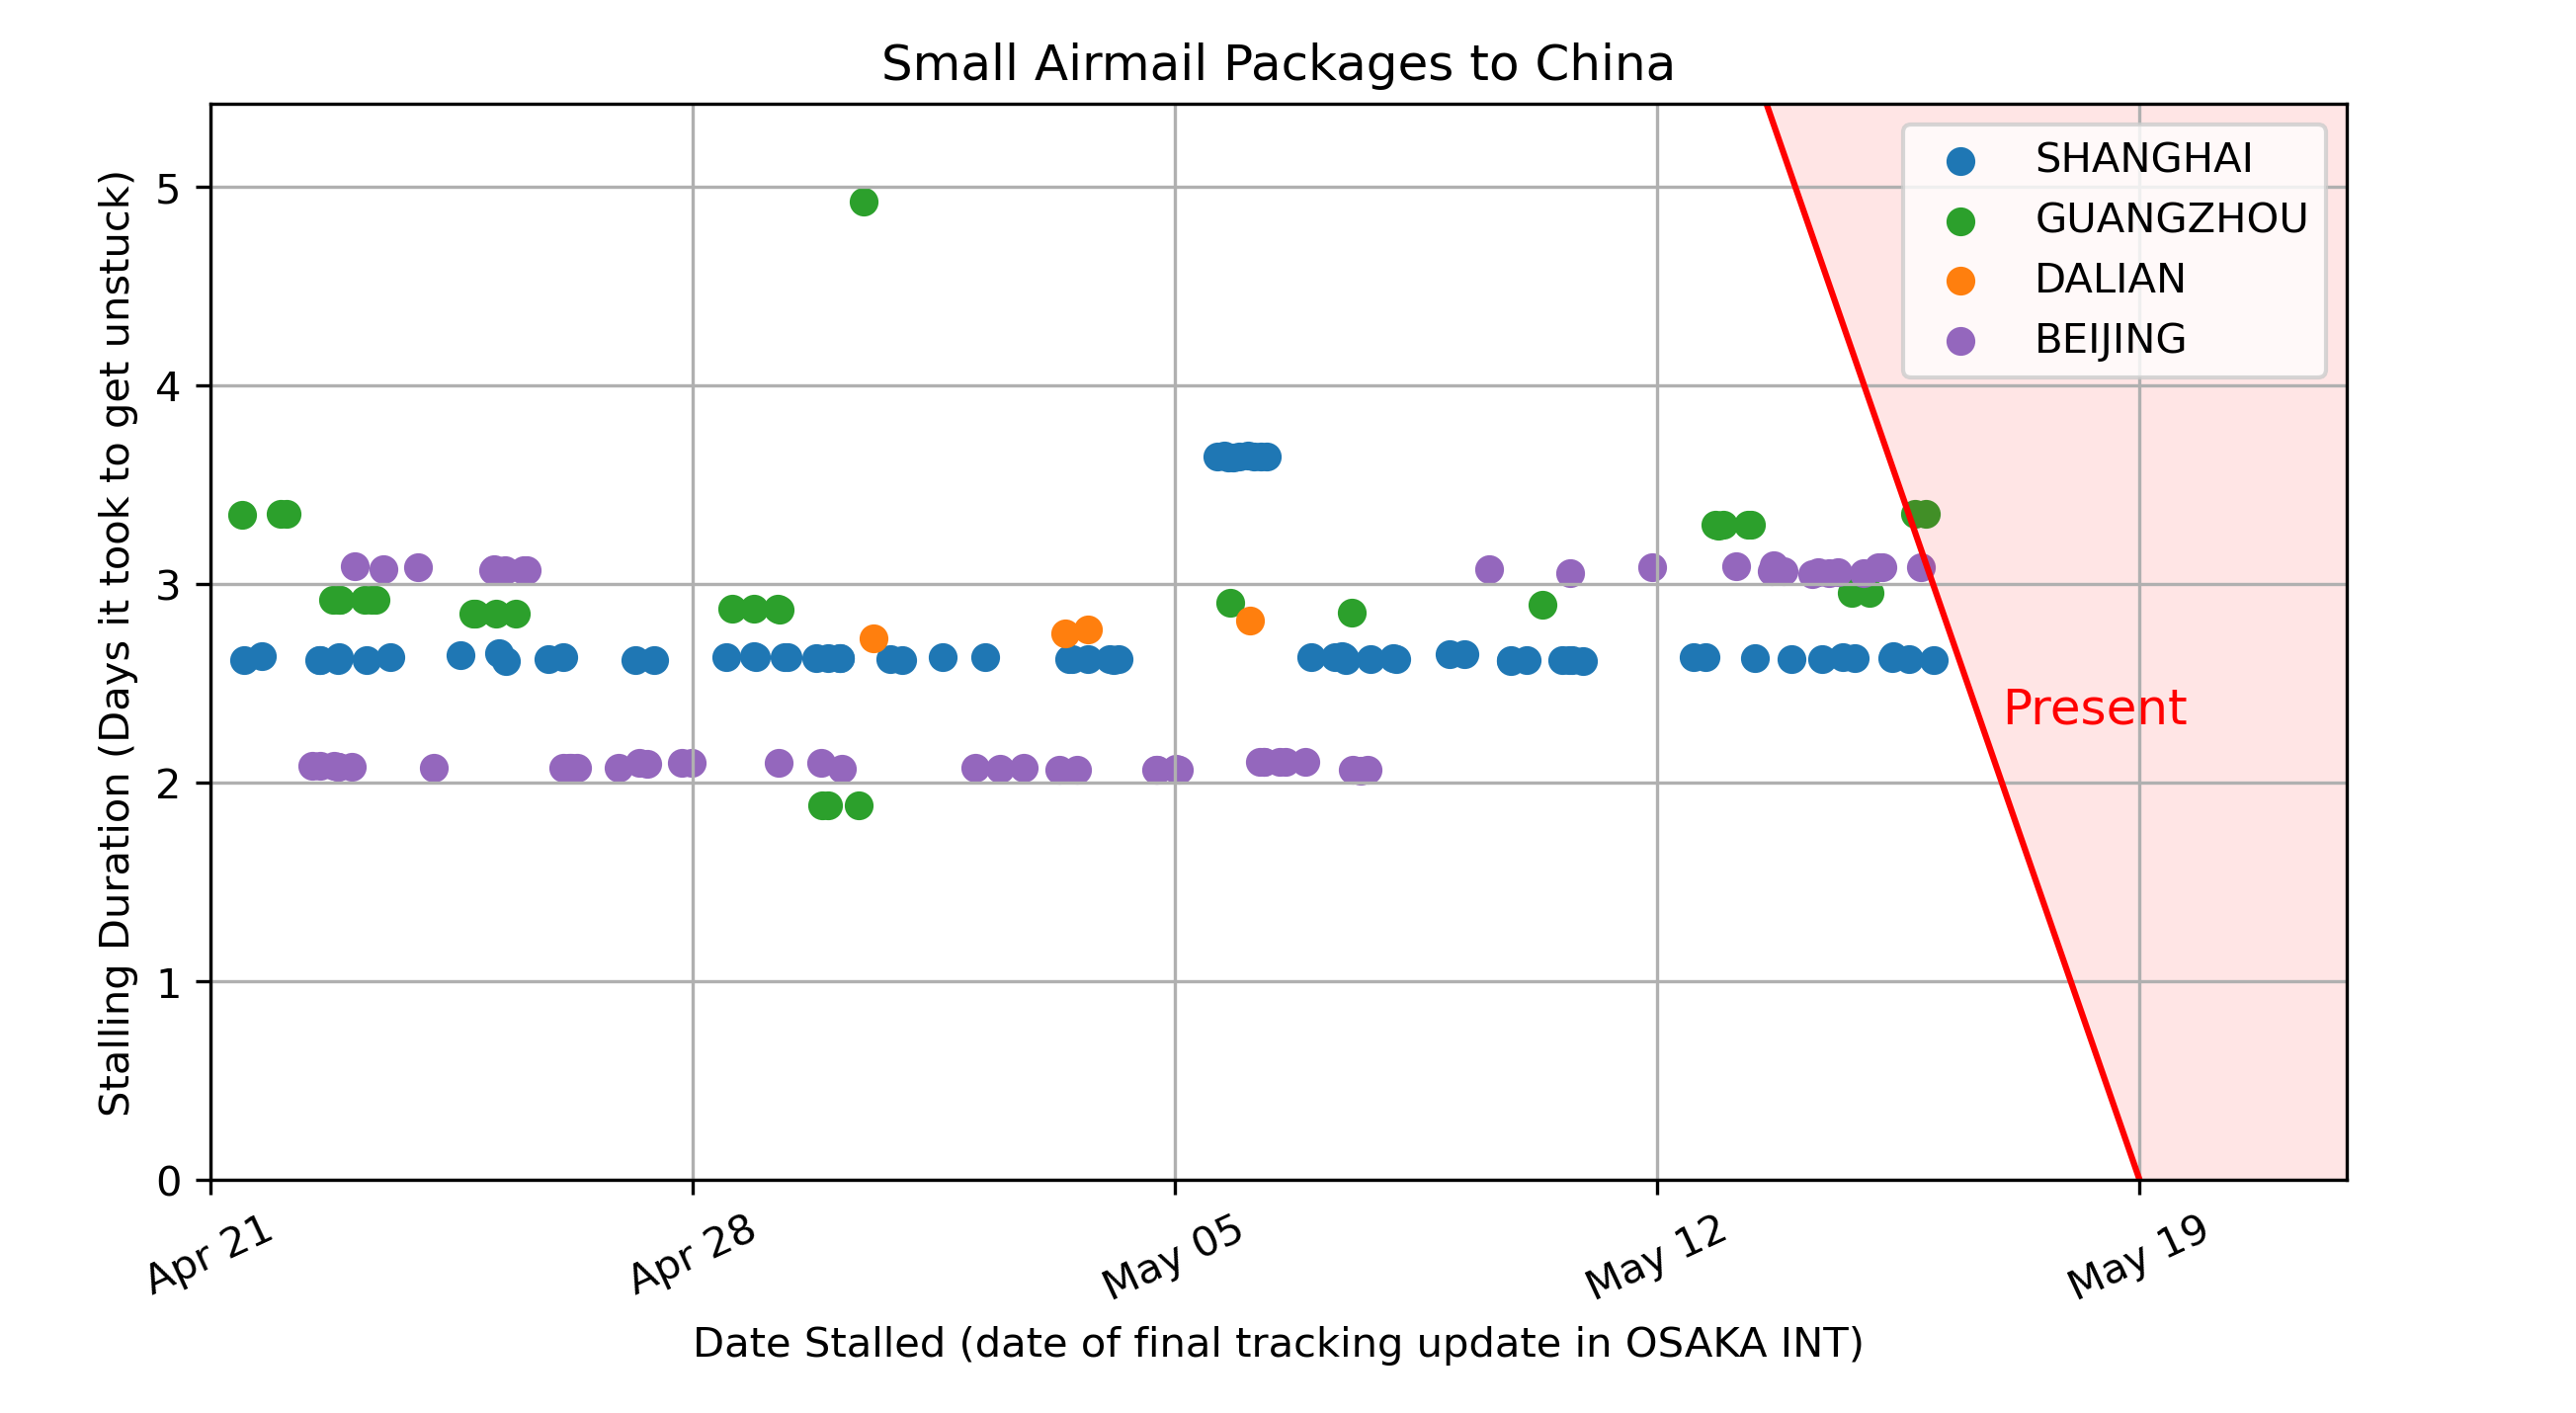 Small Airmail Packages to China
Stalling Duration (Days it took to get unstuck)
5
4
3
2
1
0
SHANGHAI
GUANGZHOU
DALIAN
BEIJING
Present
Apr 21
Apr 28
May 05
May 12
May 19
Date Stalled (date of final tracking update in OSAKA INT)